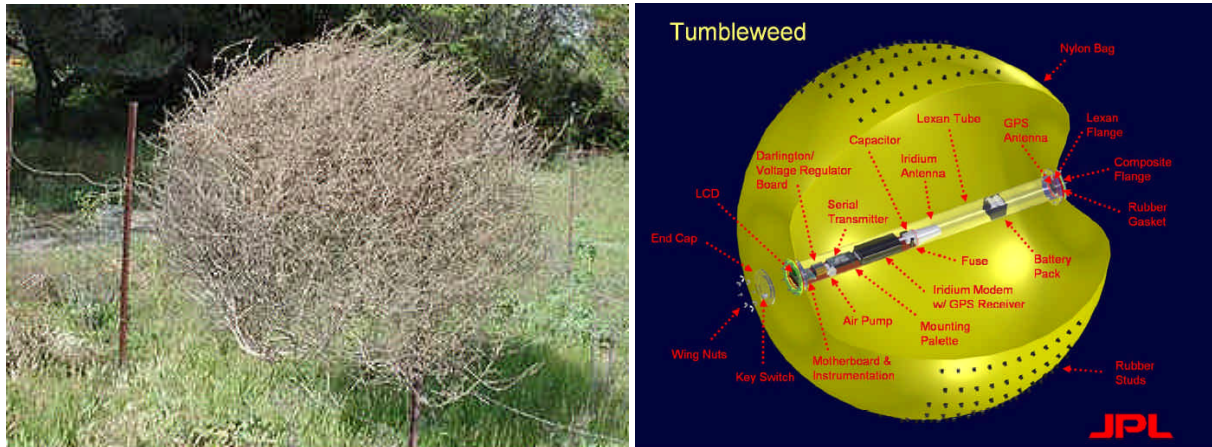 Tumbleweed
Nylon Bag
Lexan Tube
GPS
Antenna
Lexan
Flange
Capacitor
Darlington/
Voltage Regulator
Board
Iridium
Antenna
Composite
Flange
LCD
Serial
Transmitter
Rubber
Gasket
End Cap
Fuse
Battery
Pack
Iridium Modem
w/ GPS Receiver
Air Pump
Mounting
Palette
Wing Nuts
Key Switch
Motherboard &
Instrumentation
Rubber
Studs
JPL